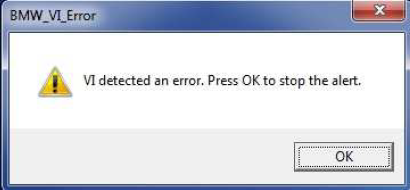 BMW_VI_Error
VI detected an error. Press OK to stop the alert.
OK